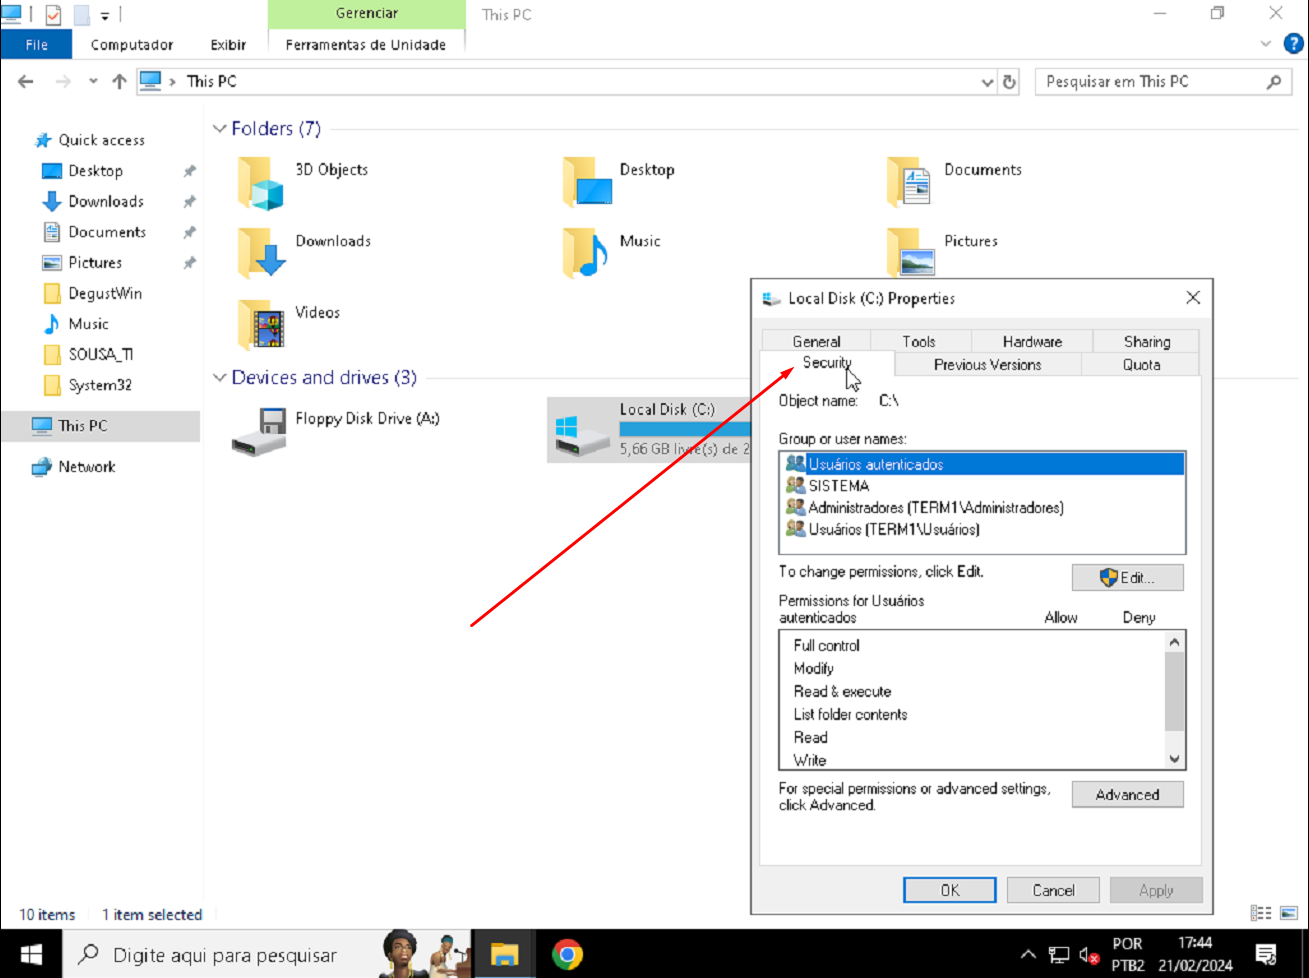 Gerenciar
This PC
File
Computador
Exibir
Ferramentas de Unidade
This PC
Pesquisar em This PC
Quick access
Desktop
Downloads
Documents
Pictures
DegustWin
Music
SOUSA_TI
System32
This PC
Network
Folders (7)
3D Objects
Desktop
Documents
Downloads
Music
Pictures
Videos
Devices and drives (3)
Floppy Disk Drive (A:)
Local Disk (C:)
5,66 GB livre(s) de 2
Local Disk (C:) Properties
General
Tools
Hardware
Sharing
Security
Previous Versions
Quota
Object name: C:\
Group or user names:
Usuários autenticados
SISTEMA
Administradores (TERM1\Administradores)
Usuários (TERM1\Usuários)
To change permissions, click Edit.
Edit...
Permissions for Usuários
autenticados
Allow
Deny
Full control
Modify
Read & execute
List folder contents
Read
Write
For special permissions or advanced settings,
click Advanced.
Advanced
OK
Cancel
Apply
10 items
1 item selected
Digite aqui para pesquisar
POR
PTB2
17:44
21/02/2024